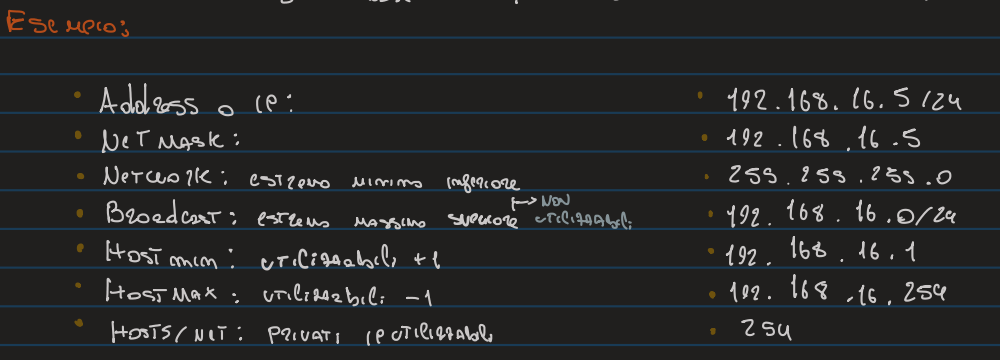 Esempio:
Address o IP: 192.168.16.5/24
NetMask: 192.168.16.5
Network: estremo minimo inferiore 255.255.255.0
→ NON
Broadcast: estremo massimo superiore utilizzabili 192.168.16.0/24
Host min: utilizzabili +1 192.168.16.1
Host Max: utilizzabili -1 192.168.16.254
Hosts/Net: privati ip utilizzabili 254